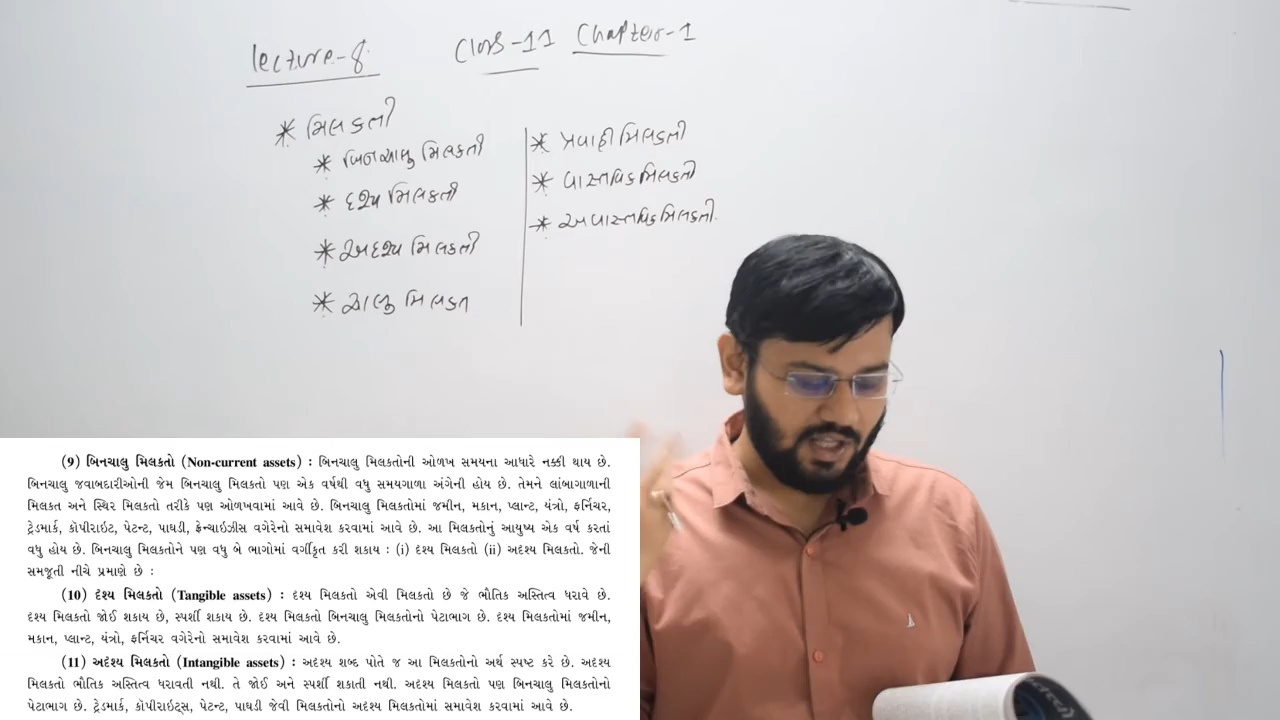 lecture-8
Class-11 Chapter-1
* મિલકતો
* બિનચાલુ મિલકતો
* દૃશ્ય મિલકતો
* અદૃશ્ય મિલકતો
* ચાલુ મિલકત
* પ્રવાહી મિલકતો
* વાસ્તવિક મિલકતો
* અવાસ્તવિક મિલકતો.
(9) બિનચાલુ મિલકતો (Non-current assets) : બિનચાલુ મિલકતોની ઓળખ સમયના આધારે નક્કી થાય છે.
બિનચાલુ જવાબદારીઓની જેમ બિનચાલુ મિલકતો પણ એક વર્ષથી વધુ સમયગાળા અંગેની હોય છે. તેમને લાંબાગાળાની
મિલકત અને સ્થિર મિલકતો તરીકે પણ ઓળખવામાં આવે છે. બિનચાલુ મિલકતોમાં જમીન, મકાન, પ્લાન્ટ, યંત્રો, ફર્નિચર,
ટ્રેડમાર્ક, કૉપીરાઇટ, પેટન્ટ, પાઘડી, ફ્રેન્ચાઇઝીસ વગેરેનો સમાવેશ કરવામાં આવે છે. આ મિલકતોનું આયુષ્ય એક વર્ષ કરતાં
વધુ હોય છે. બિનચાલુ મિલકતોને પણ વધુ બે ભાગોમાં વર્ગીકૃત કરી શકાય : (i) દૃશ્ય મિલકતો (ii) અદૃશ્ય મિલકતો. જેની
સમજૂતી નીચે પ્રમાણે છે :
(10) દૃશ્ય મિલકતો (Tangible assets) : દૃશ્ય મિલકતો એવી મિલકતો છે જે ભૌતિક અસ્તિત્વ ધરાવે છે.
દૃશ્ય મિલકતો જોઈ શકાય છે, સ્પર્શી શકાય છે. દૃશ્ય મિલકતો બિનચાલુ મિલકતોનો પેટાભાગ છે. દૃશ્ય મિલકતોમાં જમીન,
મકાન, પ્લાન્ટ, યંત્રો, ફર્નિચર વગેરેનો સમાવેશ કરવામાં આવે છે.
(11) અદૃશ્ય મિલકતો (Intangible assets) : અદૃશ્ય શબ્દ પોતે જ આ મિલકતોનો અર્થ સ્પષ્ટ કરે છે. અદૃશ્ય
મિલકતો ભૌતિક અસ્તિત્વ ધરાવતી નથી. તે જોઈ અને સ્પર્શી શકાતી નથી. અદૃશ્ય મિલકતો પણ બિનચાલુ મિલકતોનો
પેટાભાગ છે. ટ્રેડમાર્ક, કૉપીરાઇટ્સ, પેટન્ટ, પાઘડી જેવી મિલકતોનો અદૃશ્ય મિલકતોમાં સમાવેશ કરવામાં આવે છે.